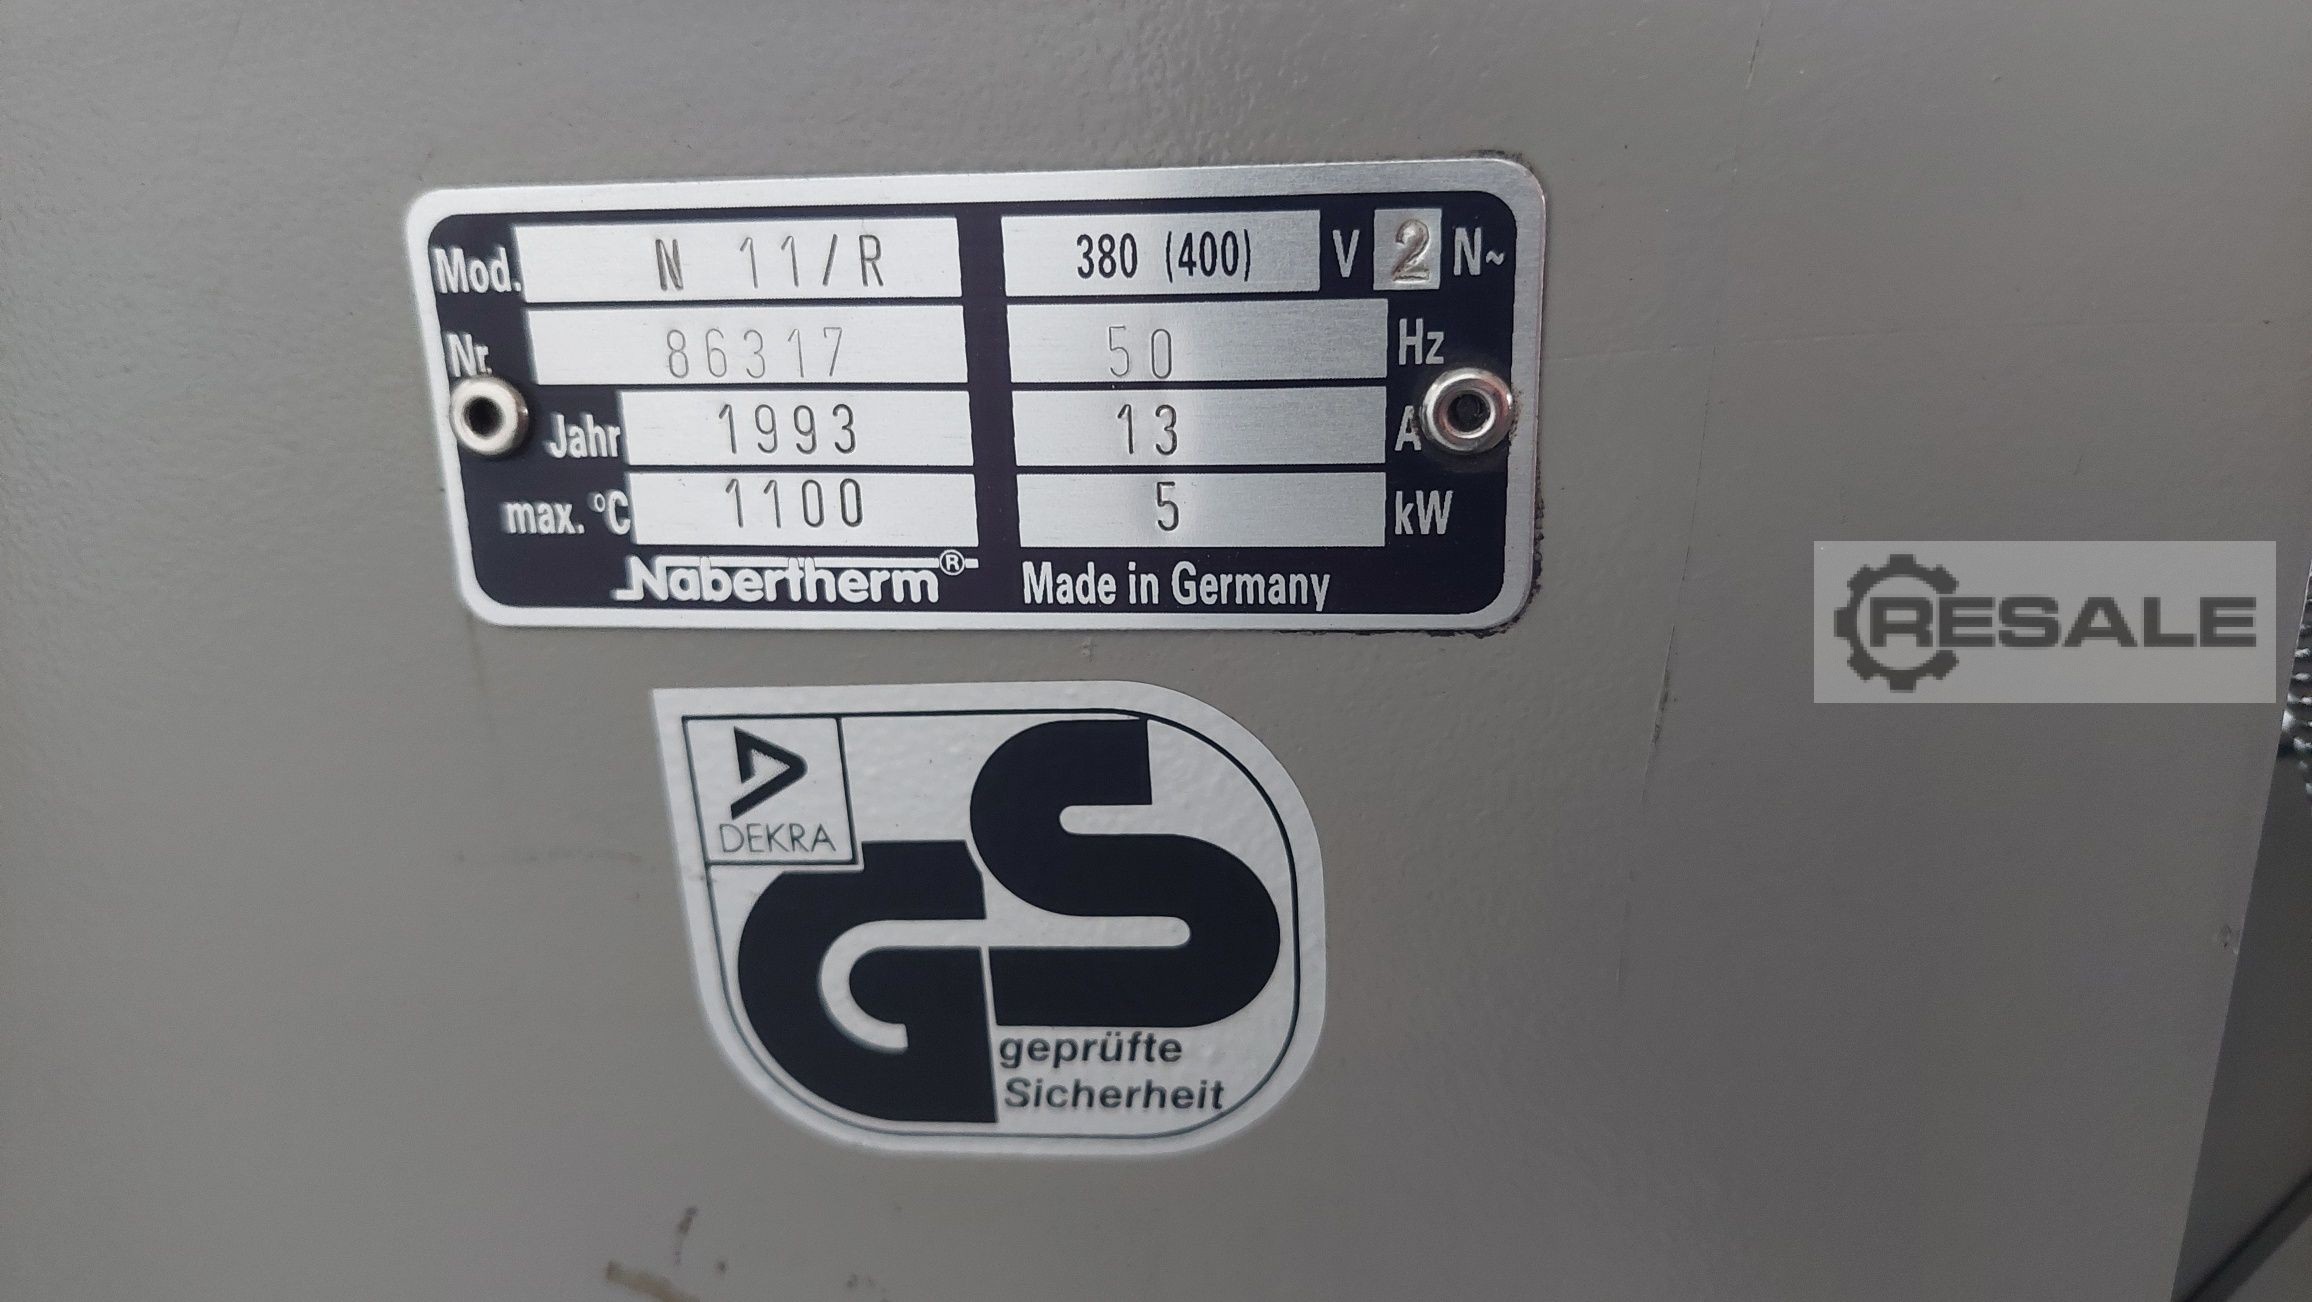 Mod. N 11/R 380 (400) V 2 N~
Nr. 86317 50 Hz
Jahr 1993 13 A
max. °C 1100 5 kW
Nabertherm® Made in Germany
RESALE
DEKRA
GS
geprüfte
Sicherheit